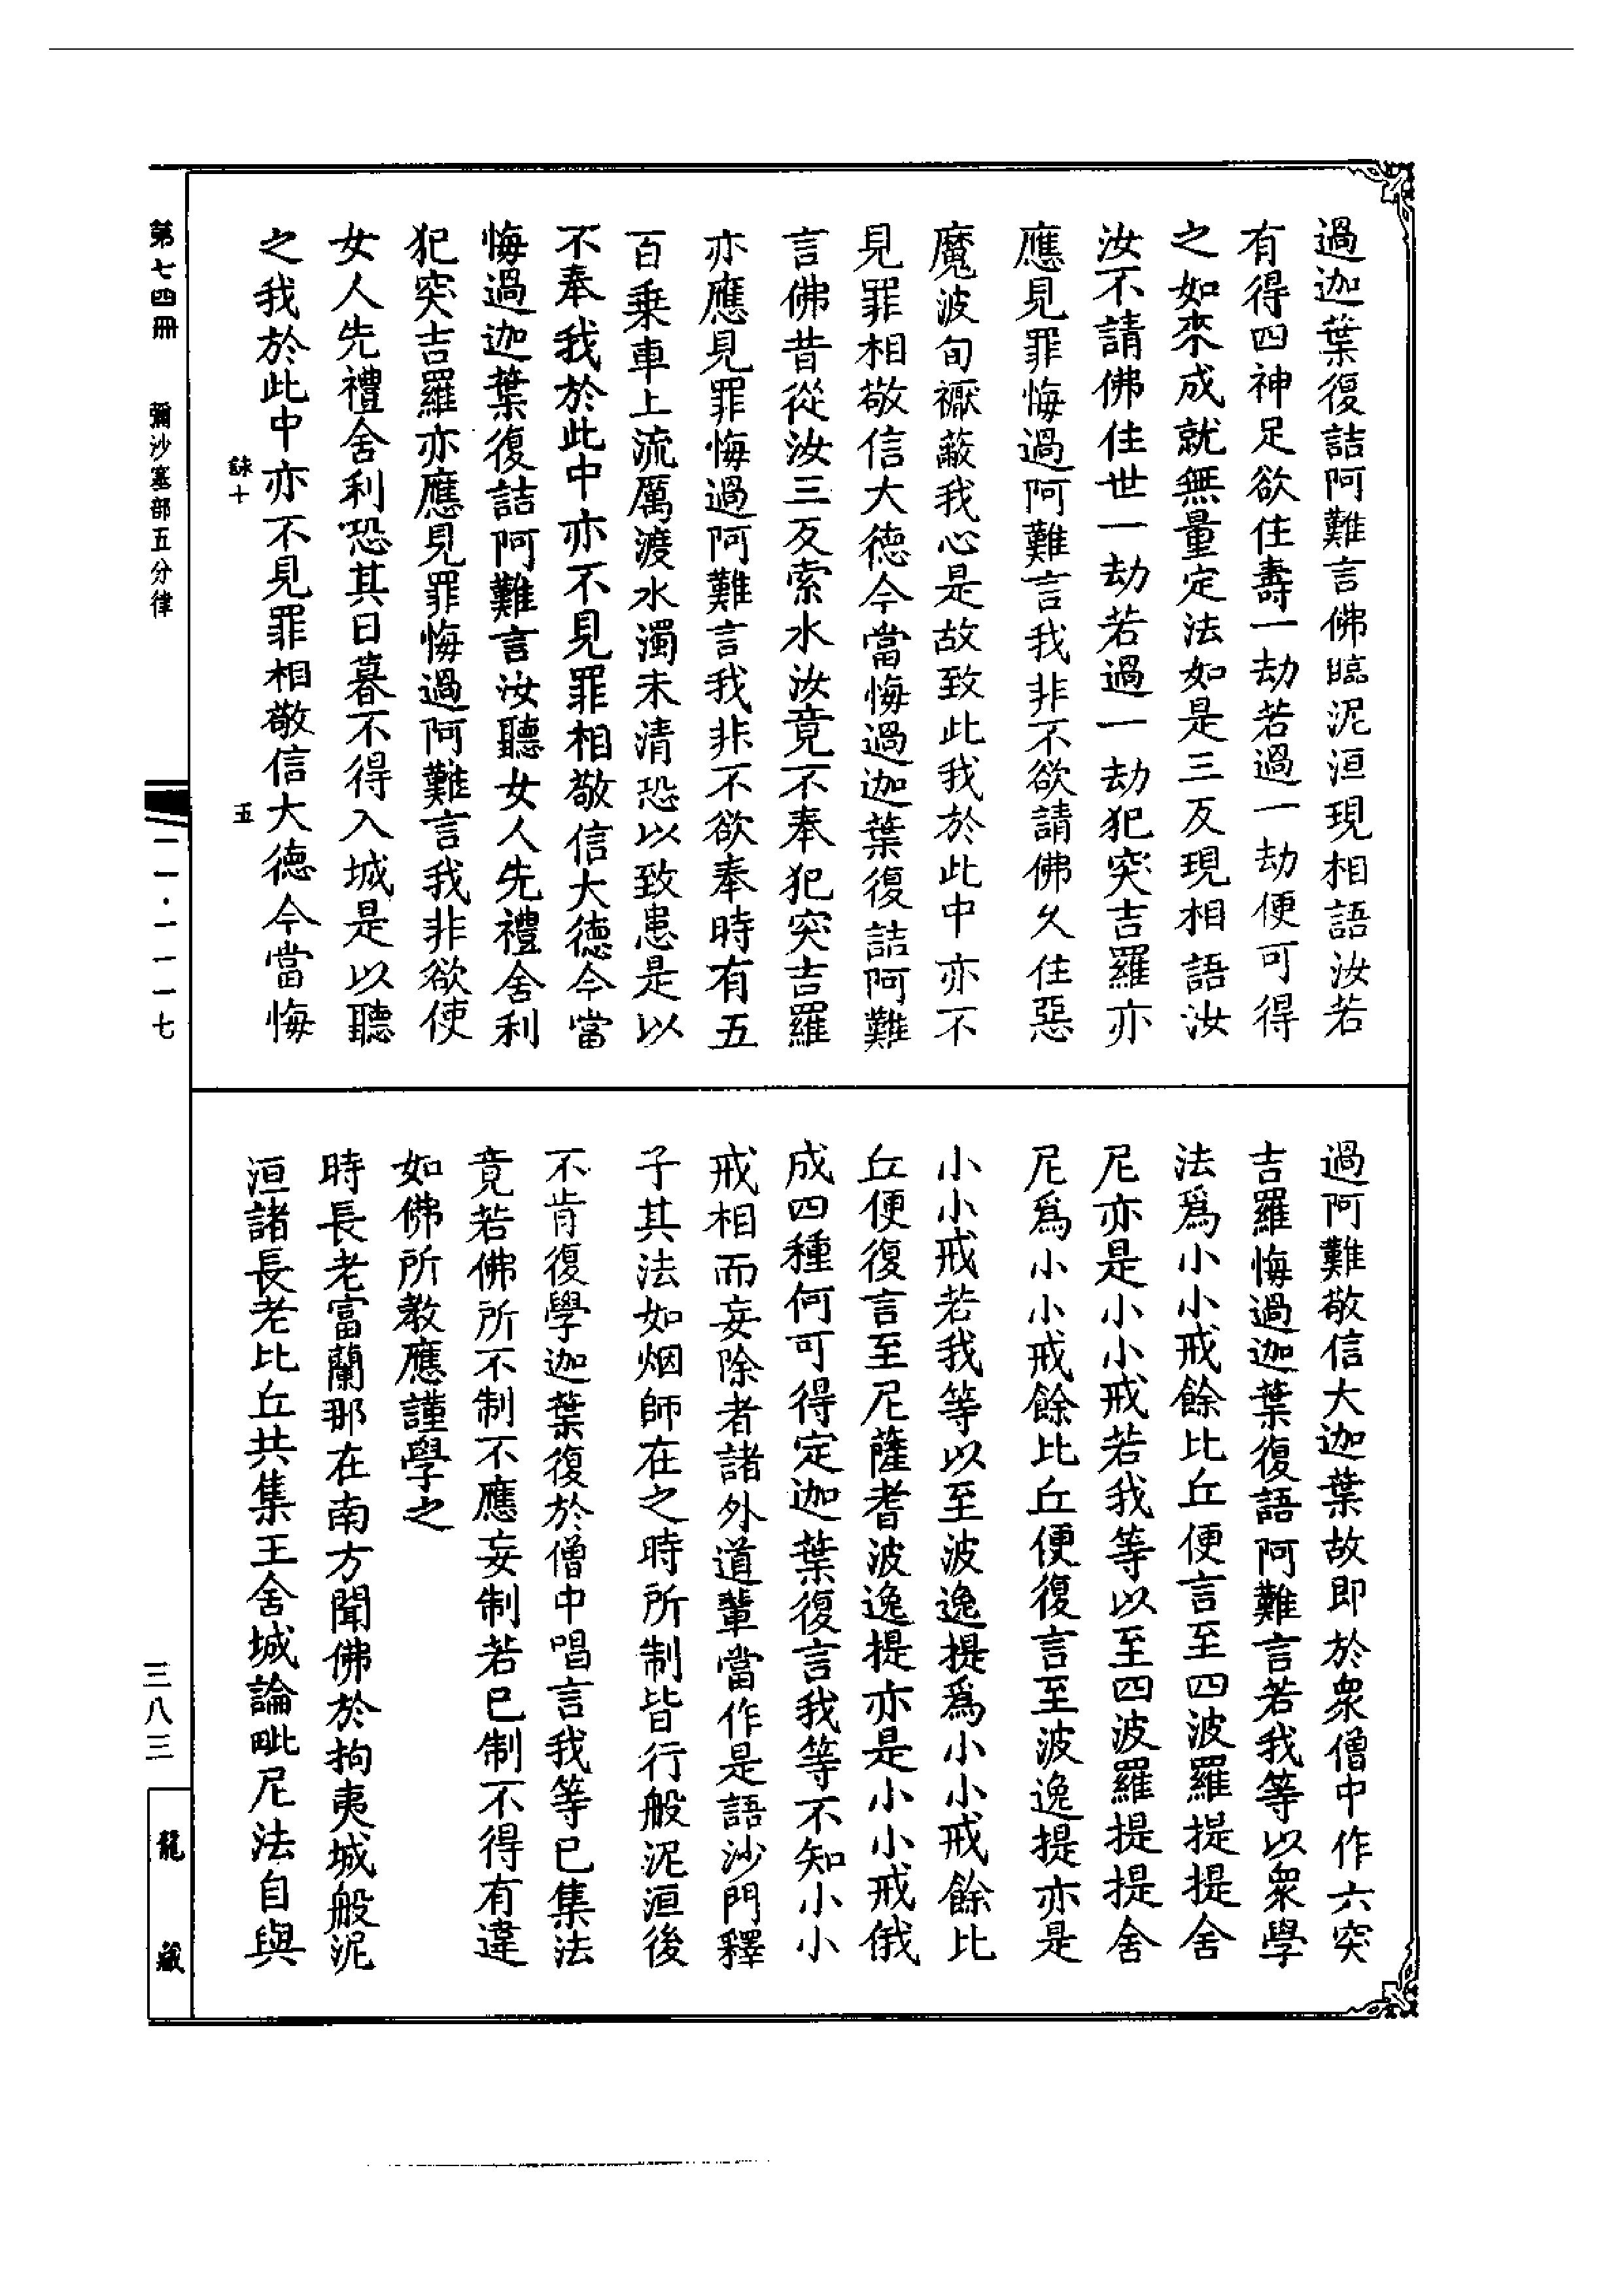 過迦葉復詰阿難言佛臨泥洹現相語汝若
有得四神足欲住壽一劫若過一劫便可得
之如來成就無量定法如是三反現相語汝
汝不請佛住世一劫若過一劫犯突吉羅亦
應見罪悔過阿難言我非不欲請佛久住惡
魔波旬𧞣蔽我心是故致此我於此中亦不
見罪相敬信大德今當悔過迦葉復詰阿難
言佛昔從汝三反索水汝竟不奉犯突吉羅
亦應見罪悔過阿難言我非不欲奉時有五
百乗車上流厲渡水濁未清恐以致患是以
不奉我於此中亦不見罪相敬信大德今當
悔過迦葉復詰阿難言汝聽女人先禮舍利
犯突吉羅亦應見罪悔過阿難言我非欲使
女人先禮舍利恐其日暮不得入城是以聽
之我於此中亦不見罪相敬信大德今當悔
過阿難敬信大迦葉故即於衆僧中作六突
吉羅悔過迦葉復語阿難言若我等以衆學
法爲小小戒餘比丘便言至四波羅提提舍
尼亦是小小戒若我等以至四波羅提提舍
尼爲小小戒餘比丘便復言至波逸提亦是
小小戒若我等以至波逸提爲小小戒餘比
丘便復言至尼薩耆波逸提亦是小小戒俄
成四種何可得定迦葉復言我等不知小小
戒相而妄除者諸外道輩當作是語沙門釋
子其法如烟師在之時所制皆行般泥洹後
不肯復學迦葉復於僧中唱言我等已集法
竟若佛所不制不應妄制若已制不得有違
如佛所教應謹學之
時長老富蘭那在南方聞佛於拘夷城般泥
洹諸長老比丘共集王舍城論毗尼法自與
第七四冊 彌沙塞部五分律
二一·一一一七
三八三
龍藏
詠十 五